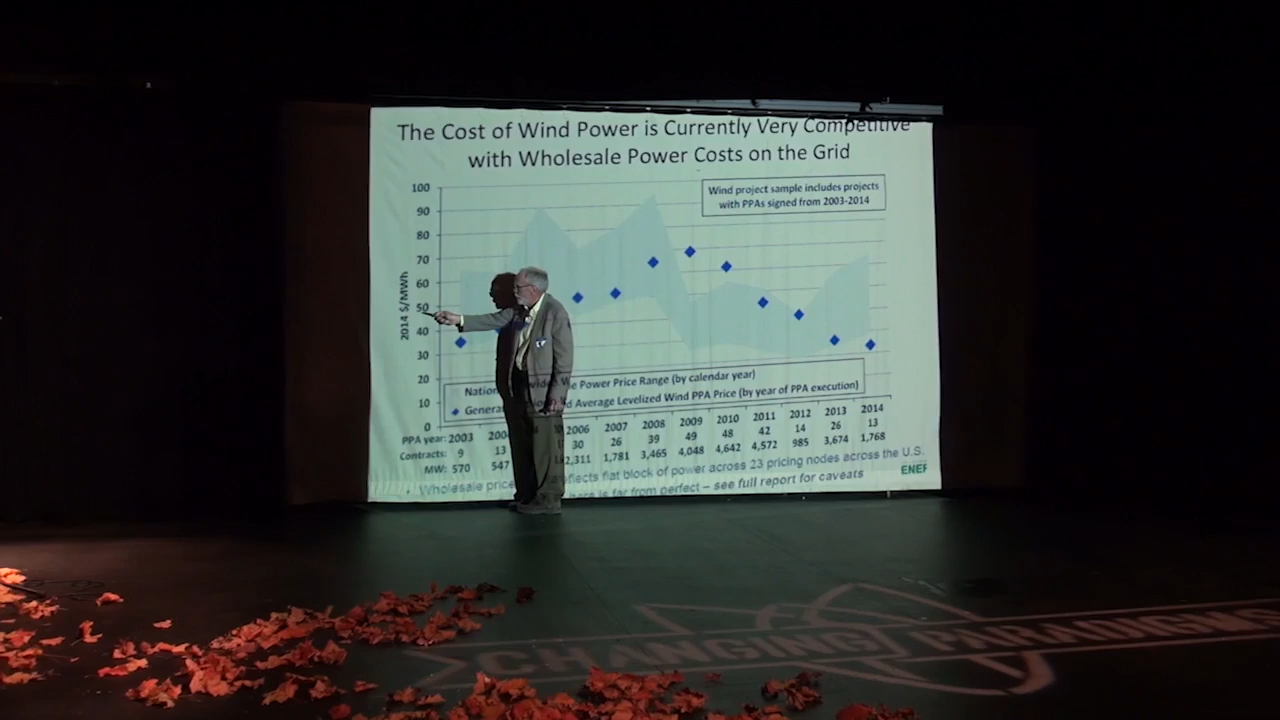 The Cost of Wind Power is Currently Very Competitive
with Wholesale Power Costs on the Grid
Wind project sample includes projects
with PPAs signed from 2003-2014
100
90
80
70
60
50
40
30
20
10
0
2014 $/MWh
Power Price Range (by calendar year)
Average Levelized Wind PPA Price (by year of PPA execution)
PPA year: 2003 2006 2007 2008 2009 2010 2011 2012 2013 2014
Contracts: 9 13 30 26 39 49 48 42 14 26 13
MW: 570 547 2,311 1,781 3,465 4,048 4,642 4,572 985 3,674 1,768
Wholesale flat block of power across 23 pricing nodes across the U.S.
is far from perfect – see full report for caveats
ENER
CHANGING PARADIGMS